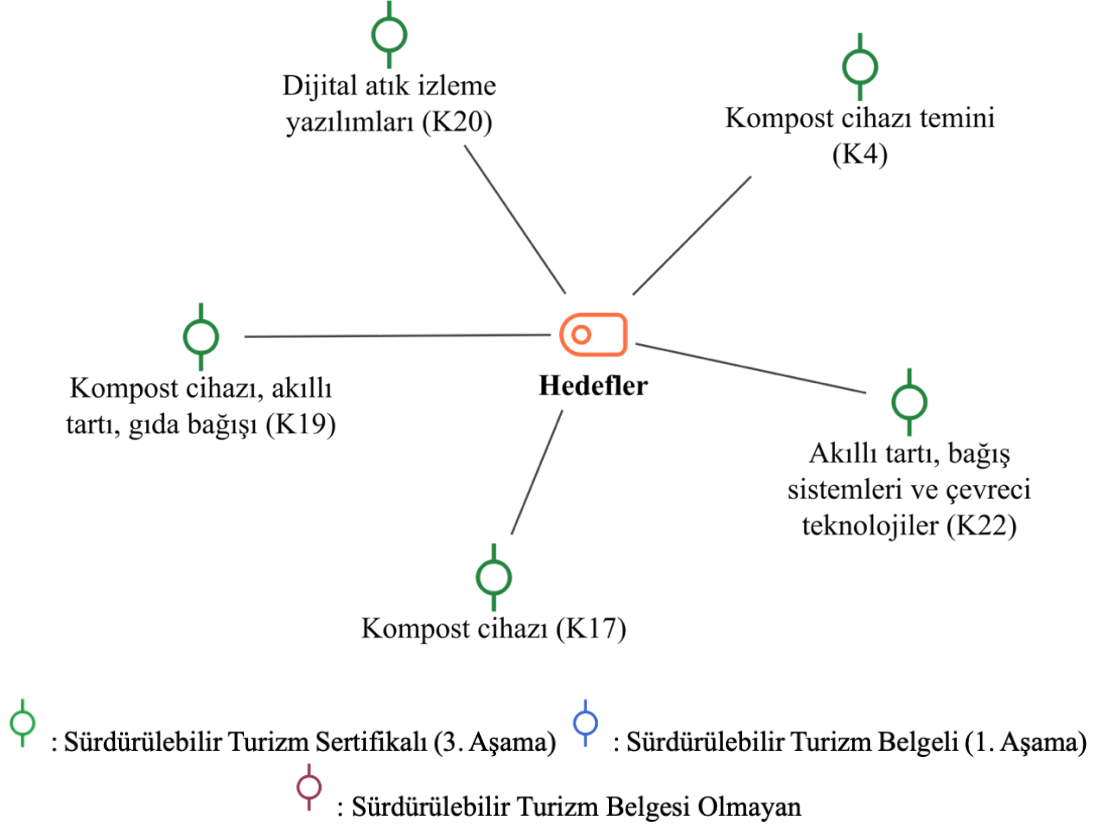 Dijital atık izleme
yazılımları (K20)
Kompost cihazı temini
(K4)
Kompost cihazı, akıllı
tartı, gıda bağışı (K19)
Hedefler
Akıllı tartı, bağış
sistemleri ve çevreci
teknolojiler (K22)
Kompost cihazı (K17)
: Sürdürülebilir Turizm Sertifikalı (3. Aşama)
: Sürdürülebilir Turizm Belgeli (1. Aşama)
: Sürdürülebilir Turizm Belgesi Olmayan